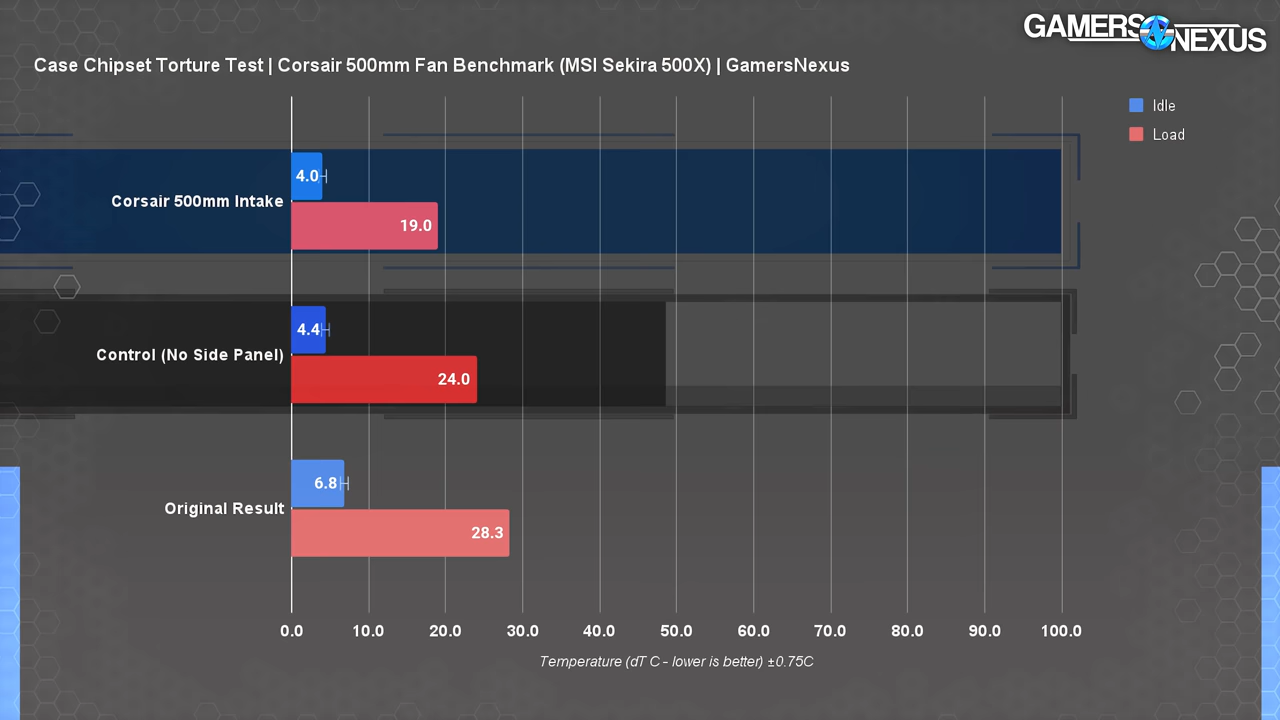 GAMERS NEXUS
Case Chipset Torture Test | Corsair 500mm Fan Benchmark (MSI Sekira 500X) | GamersNexus
Idle
Load
Corsair 500mm Intake
4.0
19.0
Control (No Side Panel)
4.4
24.0
Original Result
6.8
28.3
0.0 10.0 20.0 30.0 40.0 50.0 60.0 70.0 80.0 90.0 100.0
Temperature (dT C - lower is better) ±0.75C